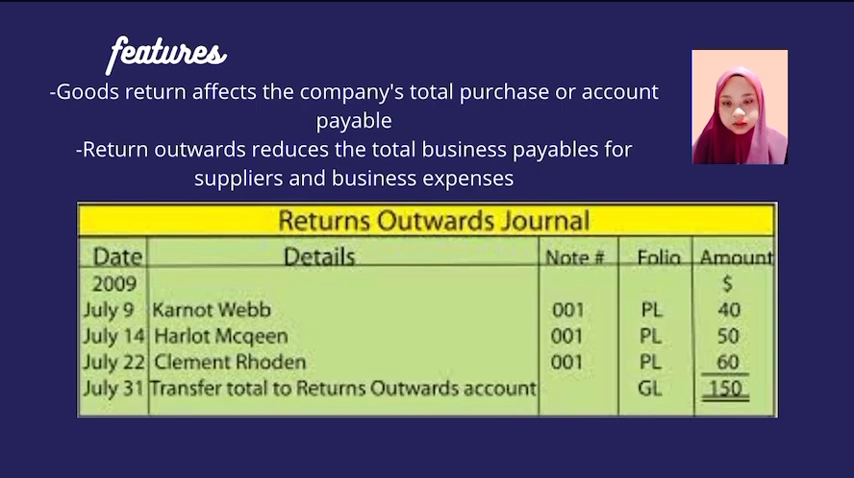 features
-Goods return affects the company's total purchase or account
payable
-Return outwards reduces the total business payables for
suppliers and business expenses
Returns Outwards Journal
Date Details Note # Folio Amount
2009 $
July 9 Karnot Webb 001 PL 40
July 14 Harlot Mcqeen 001 PL 50
July 22 Clement Rhoden 001 PL 60
July 31 Transfer total to Returns Outwards account GL 150